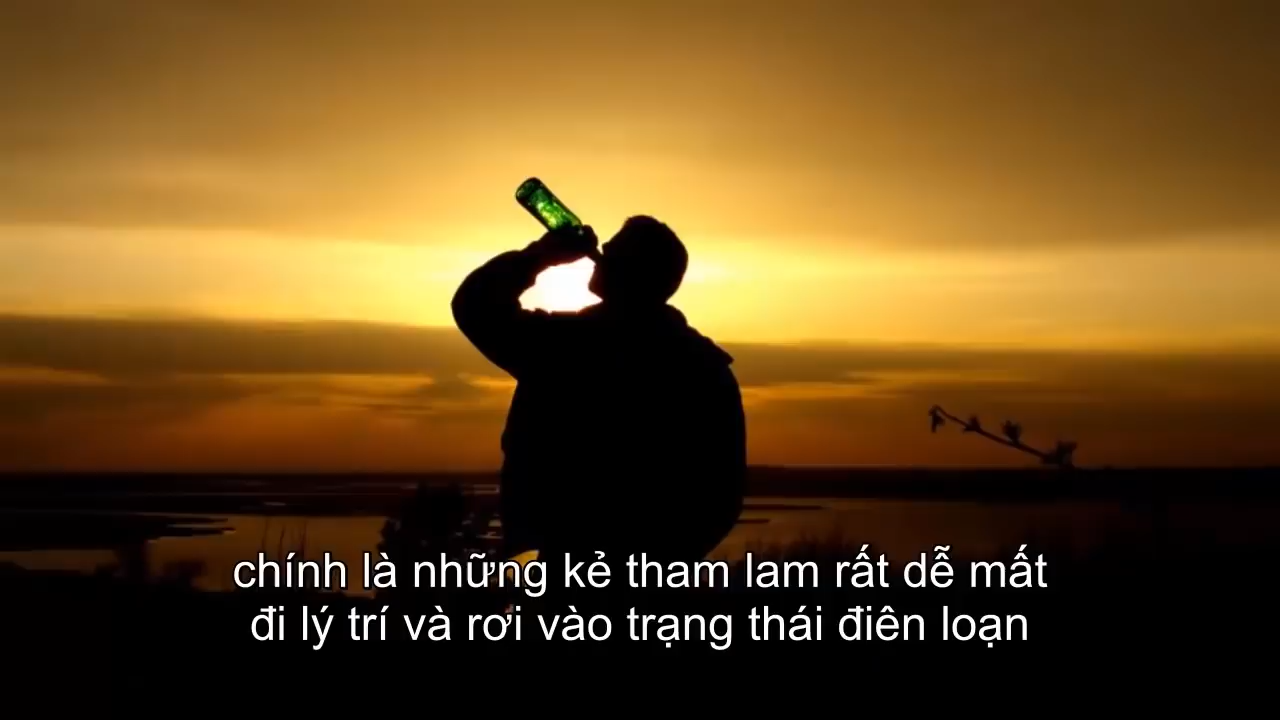 chính là những kẻ tham lam rất dễ mất
đi lý trí và rơi vào trạng thái điên loạn